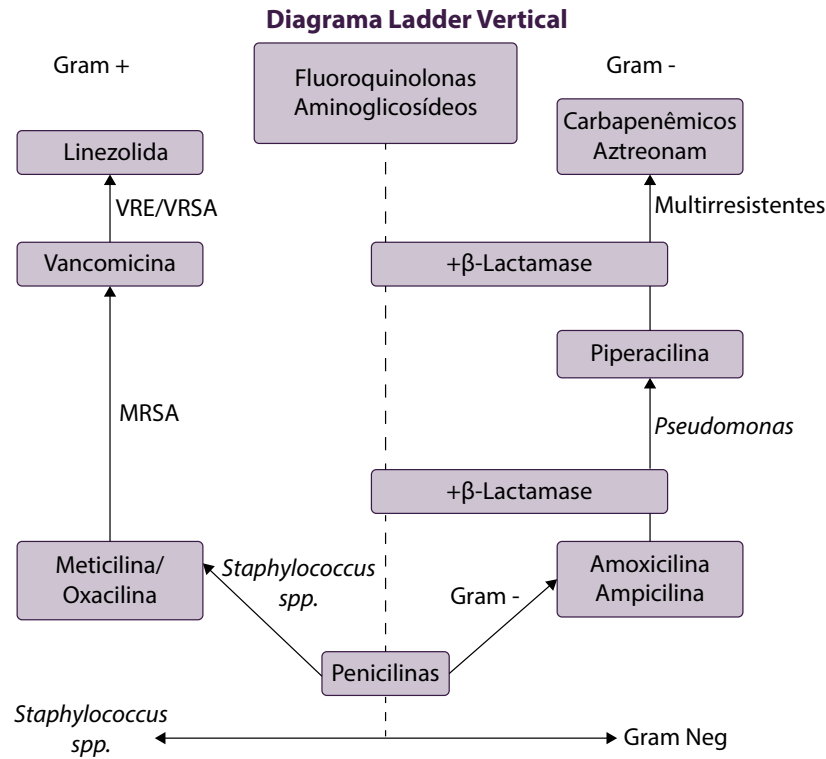 Diagrama Ladder Vertical
Gram +
Fluoroquinolonas
Aminoglicosídeos
Gram -
Linezolida
Carbapenêmicos
Aztreonam
VRE/VRSA
Multirresistentes
Vancomicina
+β-Lactamase
Piperacilina
MRSA
Pseudomonas
+β-Lactamase
Meticilina/
Oxacilina
Staphylococcus
spp.
Gram -
Amoxicilina
Ampicilina
Penicilinas
Staphylococcus
spp.
Gram Neg